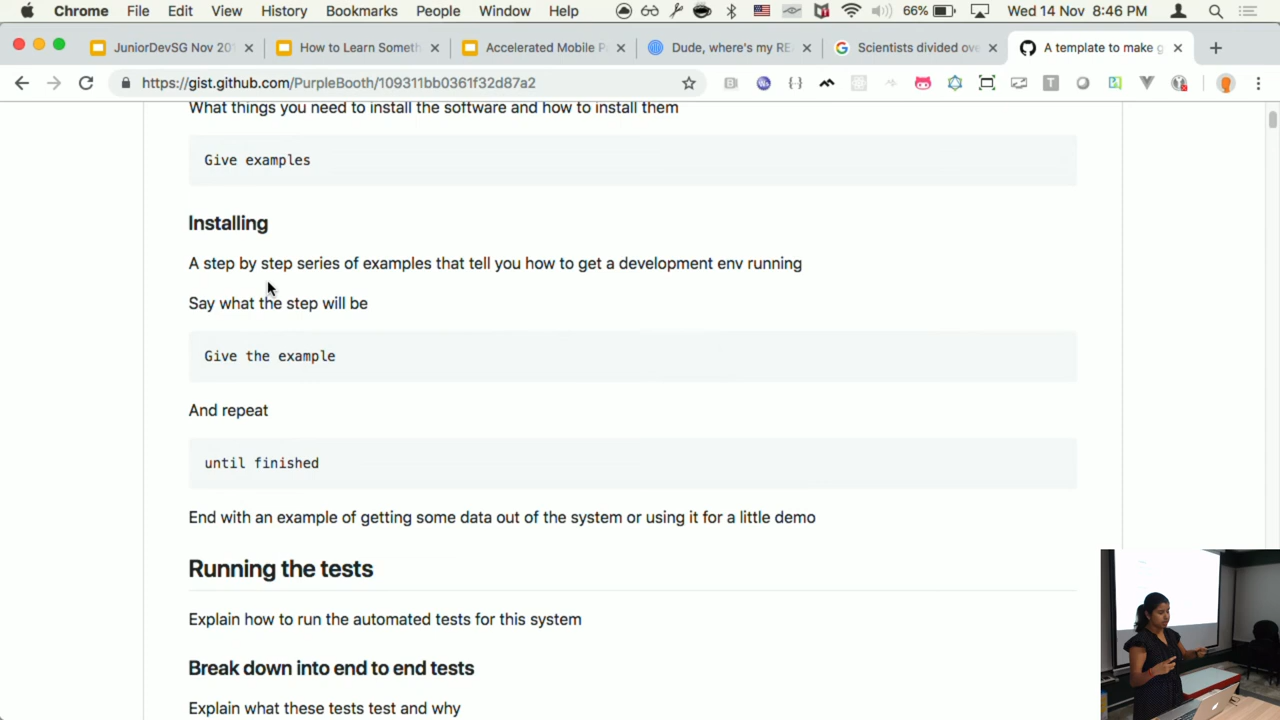 Chrome File Edit View History Bookmarks People Window Help 66% Wed 14 Nov 8:46 PM
JuniorDevSG Nov 20 How to Learn Someth Accelerated Mobile P Dude, where's my RE Scientists divided ove A template to make g
https://gist.github.com/PurpleBooth/109311bb0361f32d87a2
What things you need to install the software and how to install them
Give examples
Installing
A step by step series of examples that tell you how to get a development env running
Say what the step will be
Give the example
And repeat
until finished
End with an example of getting some data out of the system or using it for a little demo
Running the tests
Explain how to run the automated tests for this system
Break down into end to end tests
Explain what these tests test and why